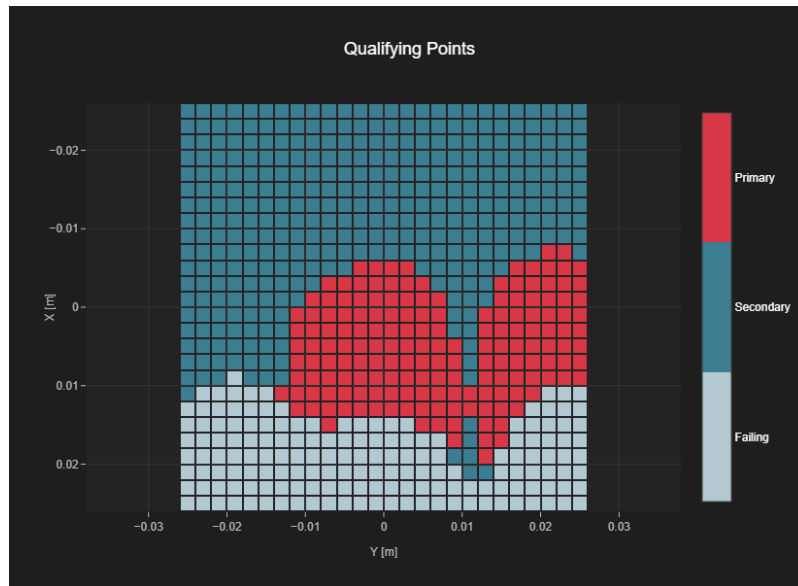 Qualifying Points
−0.02
−0.01
0
0.01
0.02
X [m]
−0.03
−0.02
−0.01
0
0.01
0.02
0.03
Y [m]
Primary
Secondary
Failing